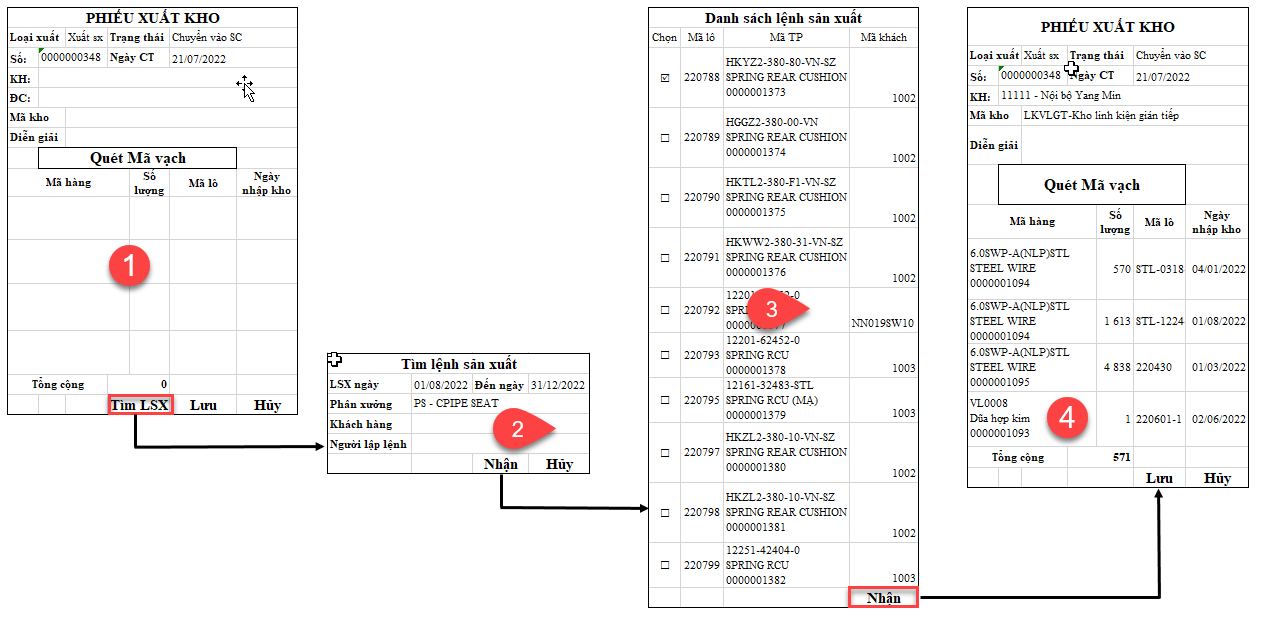 PHIẾU XUẤT KHO
Loại xuất Xuất sx Trạng thái Chuyển vào SC
Số: 0000000348 Ngày CT 21/07/2022
KH:
ĐC:
Mã kho
Diễn giải
Quét Mã vạch
Mã hàng Số lượng Mã lô Ngày nhập kho
1
Tổng cộng 0
Tìm LSX Lưu Hủy
Tìm lệnh sản xuất
LSX ngày 01/08/2022 Đến ngày 31/12/2022
Phân xưởng PS - CPIPE SEAT
Khách hàng
2
Người lập lệnh
Nhận Hủy
Danh sách lệnh sản xuất
Chọn Mã lô Mã TP Mã khách
HKYZ2-380-80-VN-SZ
220788 SPRING REAR CUSHION
0000001373
1002
HGGZ2-380-00-VN
220789 SPRING REAR CUSHION
0000001374
1002
HKTL2-380-F1-VN-SZ
220790 SPRING REAR CUSHION
0000001375
1002
HKWW2-380-31-VN-SZ
220791 SPRING REAR CUSHION
0000001376
1002
220792
3
NN0198W10
12201-62452-0
220793 SPRING RCU
0000001378
1003
12161-32483-STL
220795 SPRING RCU (MẠ)
0000001379
1003
HKZL2-380-10-VN-SZ
220797 SPRING REAR CUSHION
0000001380
1002
HKZL2-380-10-VN-SZ
220798 SPRING REAR CUSHION
0000001381
1002
12251-42404-0
220799 SPRING RCU
0000001382
1003
Nhận
PHIẾU XUẤT KHO
Loại xuất Xuất sx Trạng thái Chuyển vào SC
Số: 0000000348 Ngày CT 21/07/2022
KH: 11111 - Nội bộ Yang Min
Mã kho LKVLGT-Kho linh kiện gián tiếp
Diễn giải
Quét Mã vạch
Mã hàng Số lượng Mã lô Ngày nhập kho
6.0SWP-A(NLP)STL
STEEL WIRE 570 STL-0318 04/01/2022
0000001094
6.0SWP-A(NLP)STL
STEEL WIRE 1 613 STL-1224 01/08/2022
0000001094
6.0SWP-A(NLP)STL
STEEL WIRE 4 838 220430 01/03/2022
0000001095
VL0008
Dũa hợp kim 1 220601-1 02/06/2022
0000001093
4
Tổng cộng 571
Lưu Hủy